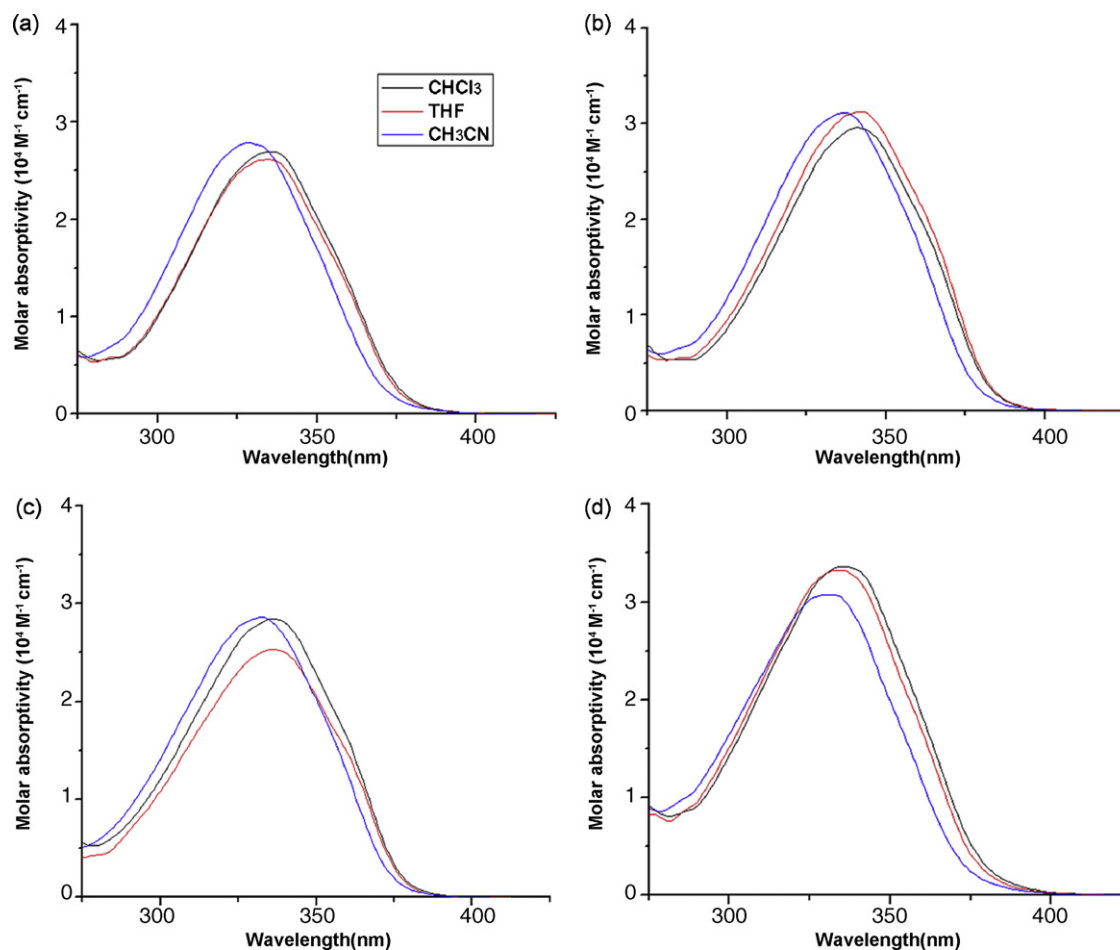 (a)
4
3
2
1
0
Molar absorptivity (10⁴ M⁻¹ cm⁻¹)
CHCl₃
THF
CH₃CN
300
350
400
Wavelength(nm)
(b)
4
3
2
1
0
Molar absorptivity (10⁴ M⁻¹ cm⁻¹)
300
350
400
Wavelength(nm)
(c)
4
3
2
1
0
Molar absorptivity (10⁴ M⁻¹ cm⁻¹)
300
350
400
Wavelength(nm)
(d)
4
3
2
1
0
Molar absorptivity (10⁴ M⁻¹ cm⁻¹)
300
350
400
Wavelength(nm)